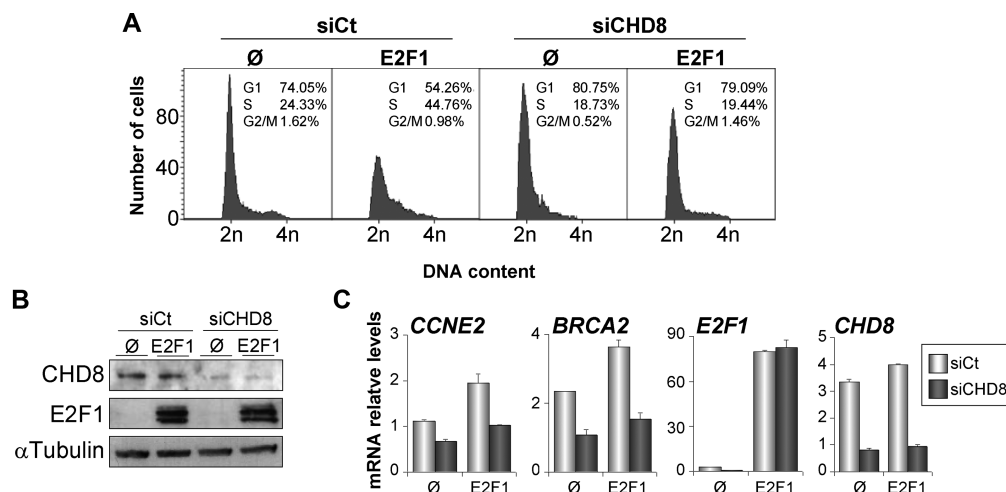 A
siCt siCHD8
Ø E2F1 Ø E2F1
Number of cells
80
40
0
G1 74.05%
S 24.33%
G2/M 1.62%
G1 54.26%
S 44.76%
G2/M 0.98%
G1 80.75%
S 18.73%
G2/M 0.52%
G1 79.09%
S 19.44%
G2/M 1.46%
2n 4n 2n 4n 2n 4n 2n 4n
DNA content
B
siCt siCHD8
Ø E2F1 Ø E2F1
CHD8
E2F1
αTubulin
C
mRNA relatve levels
CCNE2
3
2
1
0
Ø E2F1
BRCA2
4
2
0
Ø E2F1
E2F1
90
60
30
0
Ø E2F1
CHD8
5
4
3
2
1
0
Ø E2F1
siCt
siCHD8